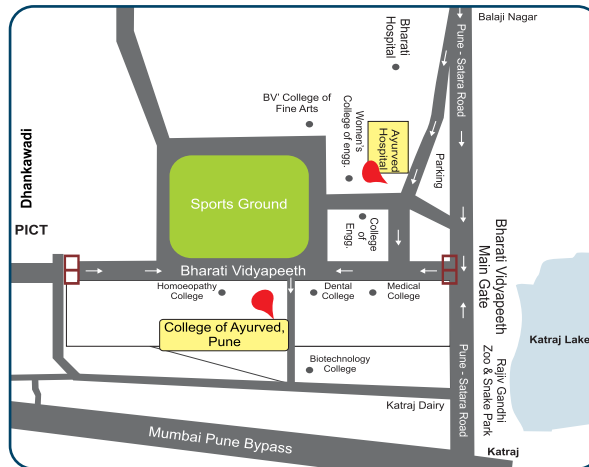 Balaji Nagar
Bharati
Hospital
Pune - Satara Road
BV' College of
Fine Arts
Women's
College of engg.
Ayurved
Hospital
Parking
Dhankawadi
PICT
Sports Ground
College
of
Engg.
Bharati Vidyapeeth
Bharati Vidyapeeth
Main Gate
Homoeopathy
College
Dental
College
Medical
College
College of Ayurved,
Pune
Katraj Lake
Rajiv Gandhi
Zoo & Snake Park
Pune - Satara Road
Biotechnology
College
Katraj Dairy
Mumbai Pune Bypass
Katraj